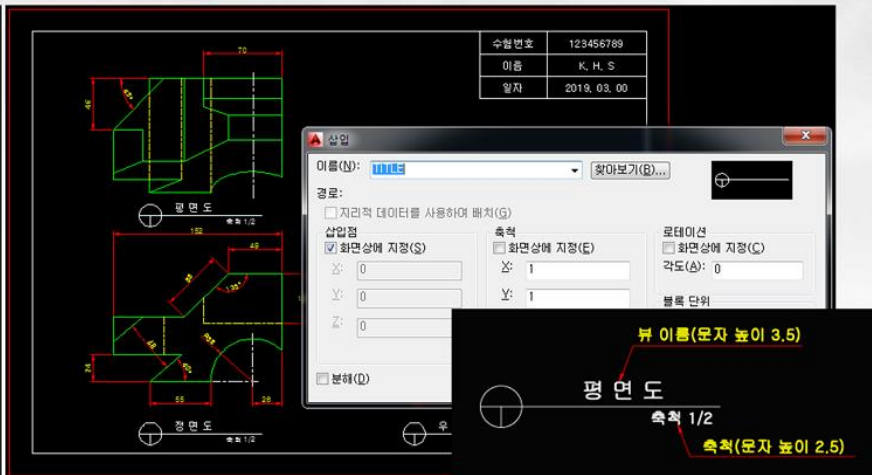 수험번호 123456789
이름 K, H, S
일자 2019, 03, 00
70
46
45°
평면도
축척 1/2
152
48
135°
24
40°
55
28
정면도
축척 1/2
우
삽입
이름(N): TITLE
찾아보기(B)...
경로:
지리적 데이터를 사용하여 배치(G)
삽입점
화면상에 지정(S)
X: 0
Y: 0
Z: 0
축척
화면상에 지정(E)
X: 1
Y: 1
로테이션
화면상에 지정(C)
각도(A): 0
블록 단위
분해(D)
뷰 이름(문자 높이 3.5)
평면도
축척 1/2
축척(문자 높이 2.5)